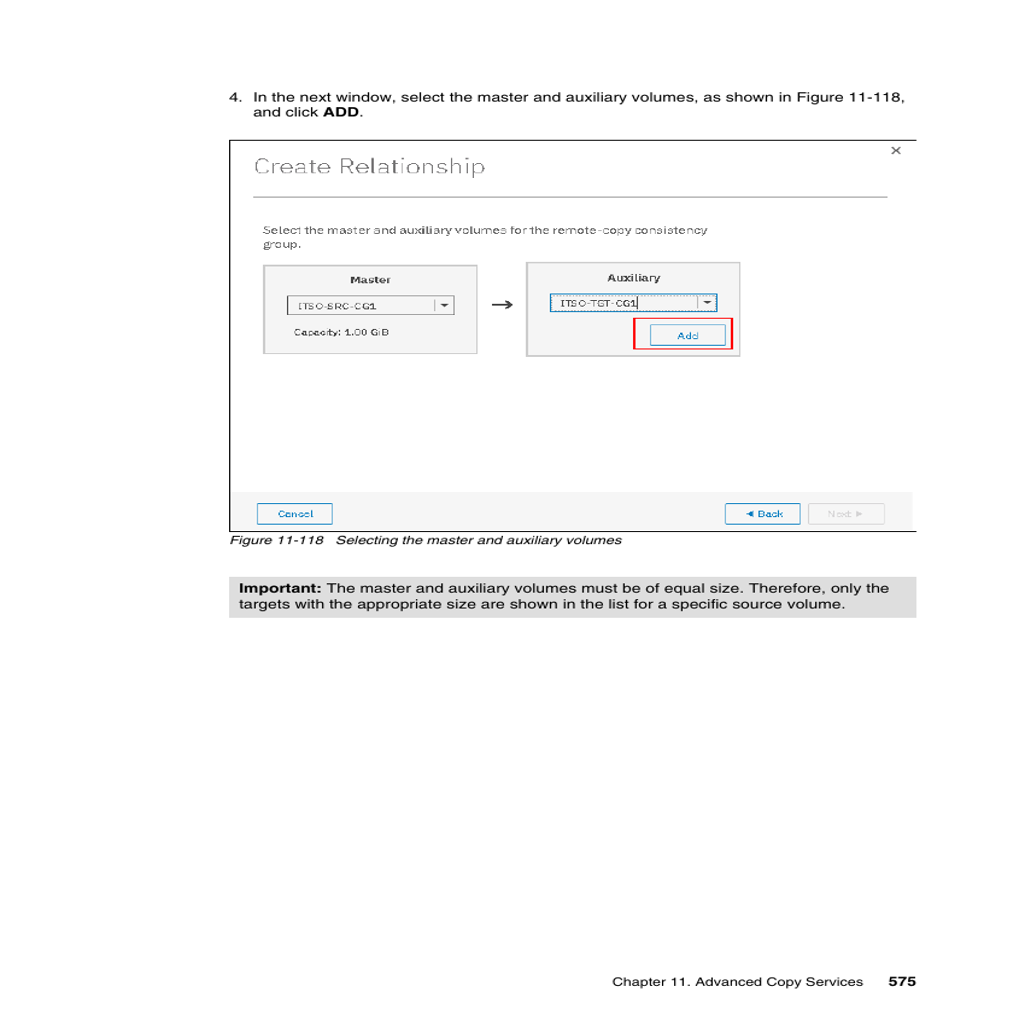 4. In the next window, select the master and auxiliary volumes, as shown in Figure 11-118,
and click ADD.
×
Create Relationship
Select the master and auxiliary volumes for the remote-copy consistency
group.
Master
Auxiliary
ITSO-SRC-CG1
→
ITSO-TGT-CG1
Capacity: 1.00 GiB
Add
Cancel
◄ Back
Next ►
Figure 11-118 Selecting the master and auxiliary volumes
Important: The master and auxiliary volumes must be of equal size. Therefore, only the
targets with the appropriate size are shown in the list for a specific source volume.
Chapter 11. Advanced Copy Services 575